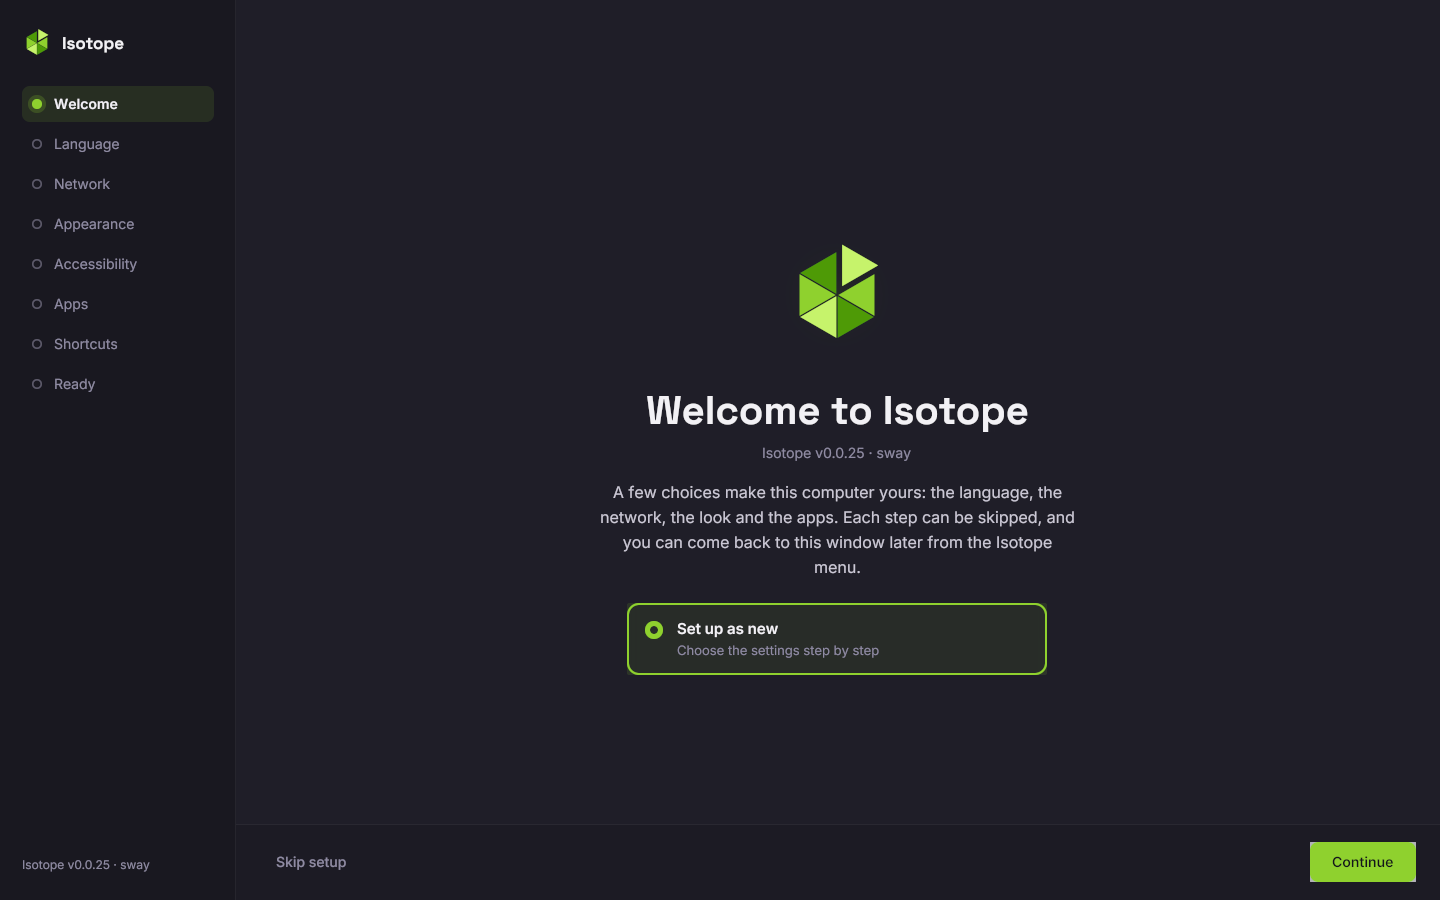 Isotope
Welcome
Language
Network
Appearance
Accessibility
Apps
Shortcuts
Ready
Isotope v0.0.25 · sway
Welcome to Isotope
Isotope v0.0.25 · sway
A few choices make this computer yours: the language, the
network, the look and the apps. Each step can be skipped, and
you can come back to this window later from the Isotope
menu.
Set up as new
Choose the settings step by step
Skip setup
Continue